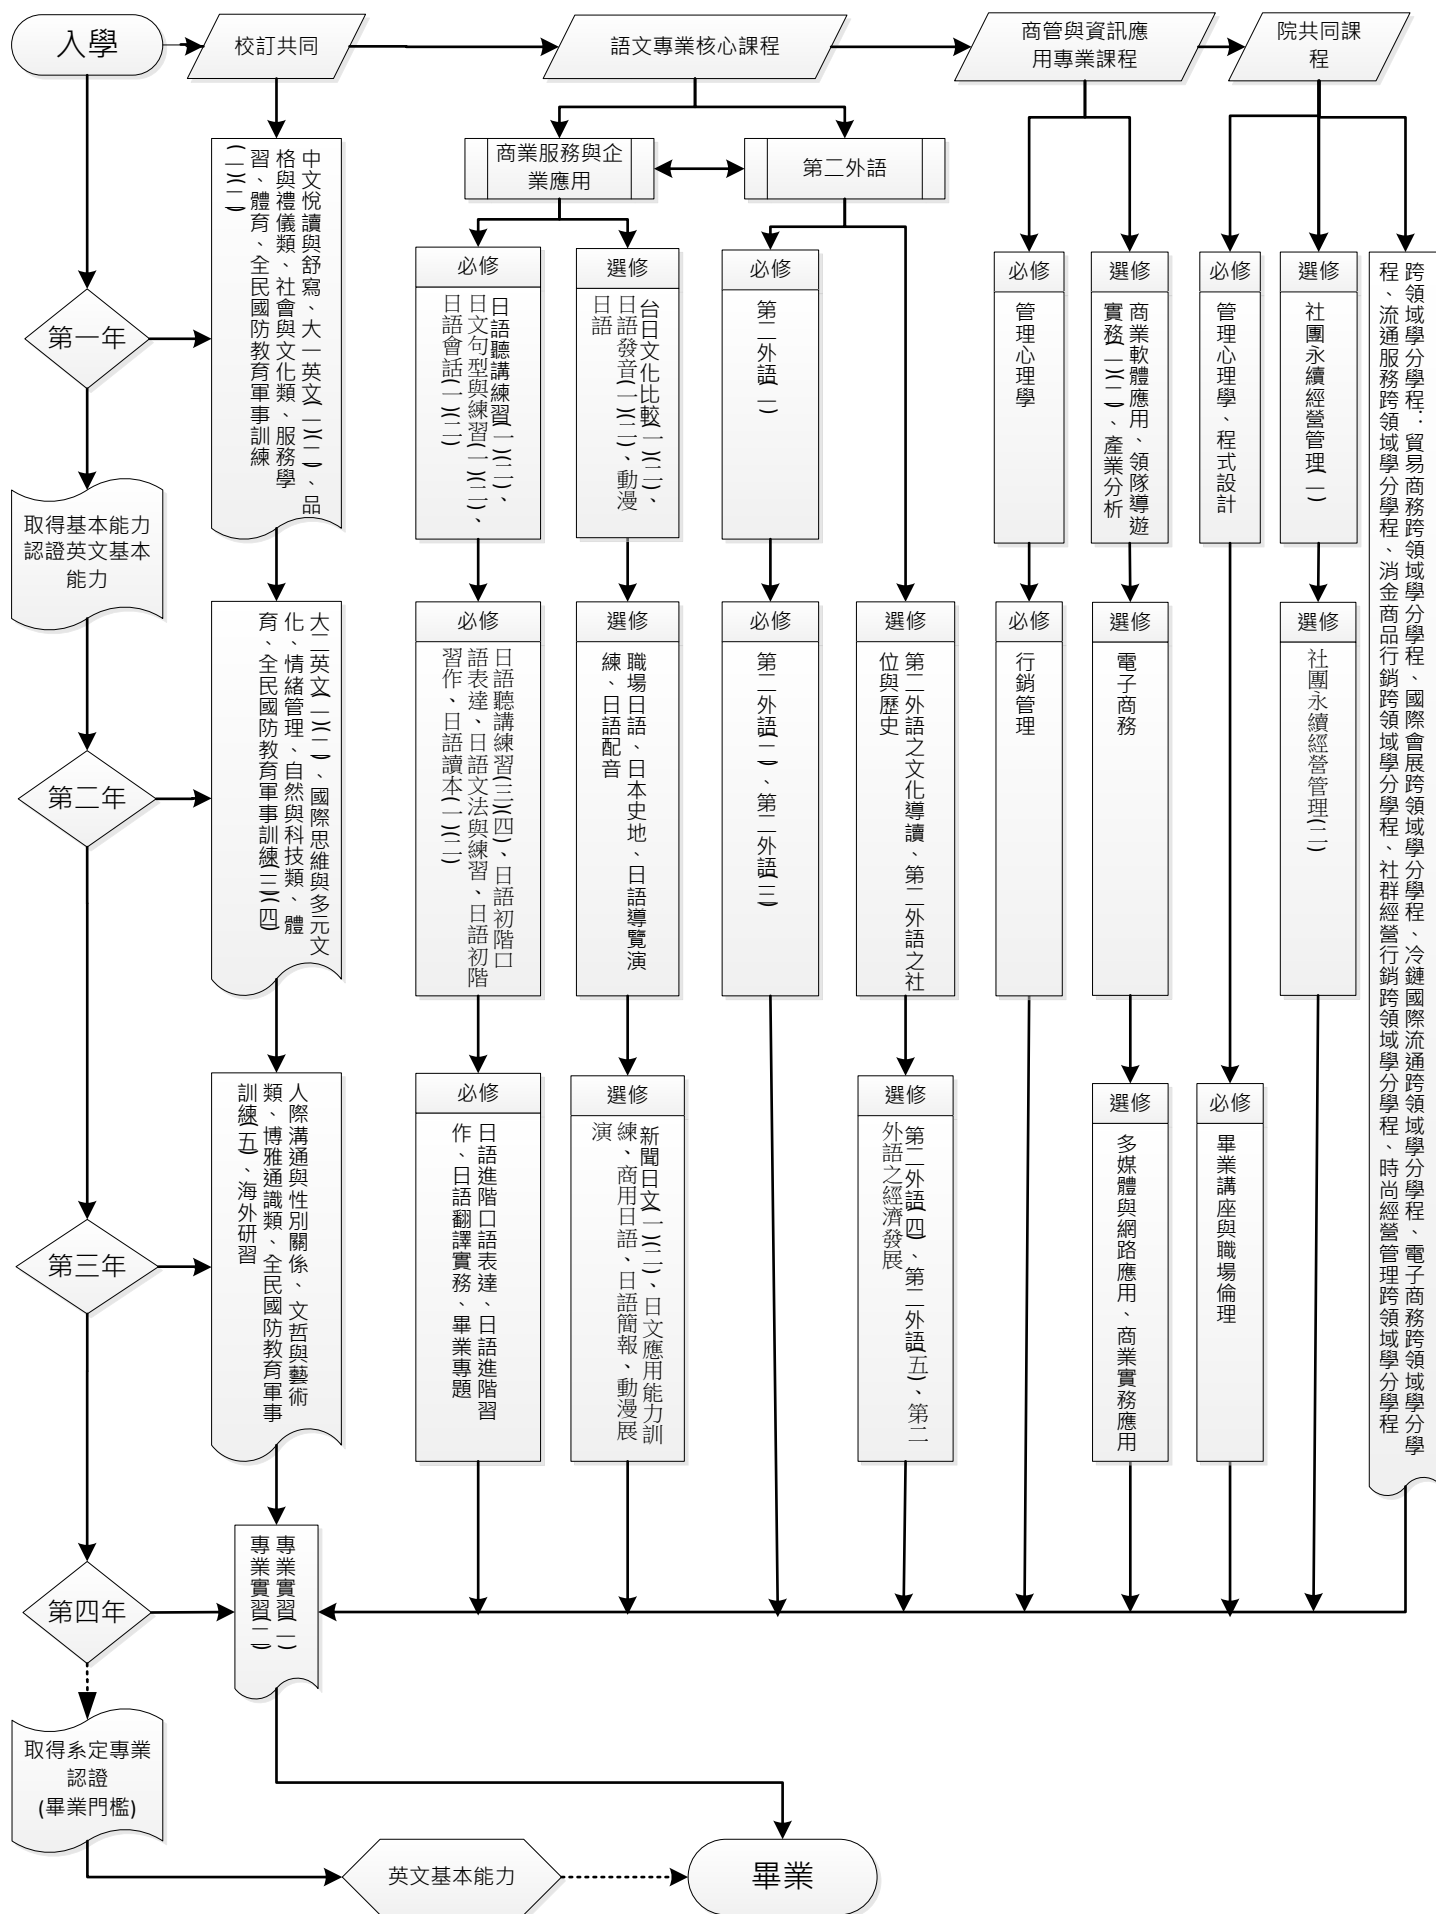 入學
校訂共同
語文專業核心課程
商管與資訊應
用專業課程
院共同課
程
商業服務與企
業應用
第二外語
中文悅讀與舒寫、大一英文(一)(二)、品
格與禮儀類、社會與文化類、服務學
習、體育、全民國防教育軍事訓練
(一)(二)
必修
日語聽講練習(一)(二)、
日文句型與練習(一)(二)、
日語會話(一)(二)
選修
台日文化比較(一)(二)、
日語發音(一)(二)、動漫
日語
必修
第二外語(一)
必修
管理心理學
選修
商業軟體應用、領隊導遊
實務(一)(二)、產業分析
必修
管理心理學、程式設計
選修
社團永續經營管理(一)
跨領域學分學程：貿易商務跨領域學分學程、國際會展跨領域學分學程、冷鏈國際流通跨領域學分學程、電子商務跨領域學分學
程、流通服務跨領域學分學程、消金商品行銷跨領域學分學程、社群經營行銷跨領域學分學程、時尚經營管理跨領域學分學程
第一年
取得基本能力
認證英文基本
能力
大二英文(一)(二)、國際思維與多元文
化、情緒管理、自然與科技類、體
育、全民國防教育軍事訓練(三)(四)
必修
日語聽講練習(三)(四)、日語初階口
語表達、日語文法與練習、日語初階
習作、日語讀本(一)(二)
選修
職場日語、日本史地、日語導覽演
練、日語配音
必修
第二外語(二)、第二外語(三)
選修
第二外語之文化導讀、第二外語之社
位與歷史
必修
行銷管理
選修
電子商務
選修
社團永續經營管理(二)
第二年
人際溝通與性別關係、文哲與藝術
類、博雅通識類、全民國防教育軍事
訓練(五)、海外研習
必修
日語進階口語表達、日語進階習
作、日語翻譯實務、畢業專題
選修
新聞日文(一)(二)、日文應用能力訓
練、商用日語、日語簡報、動漫展
演
選修
第二外語(四)、第二外語(五)、第二
外語之經濟發展
選修
多媒體與網路應用、商業實務應用
必修
畢業講座與職場倫理
第三年
專業實習(一)
專業實習(二)
第四年
取得系定專業
認證
(畢業門檻)
英文基本能力
畢業